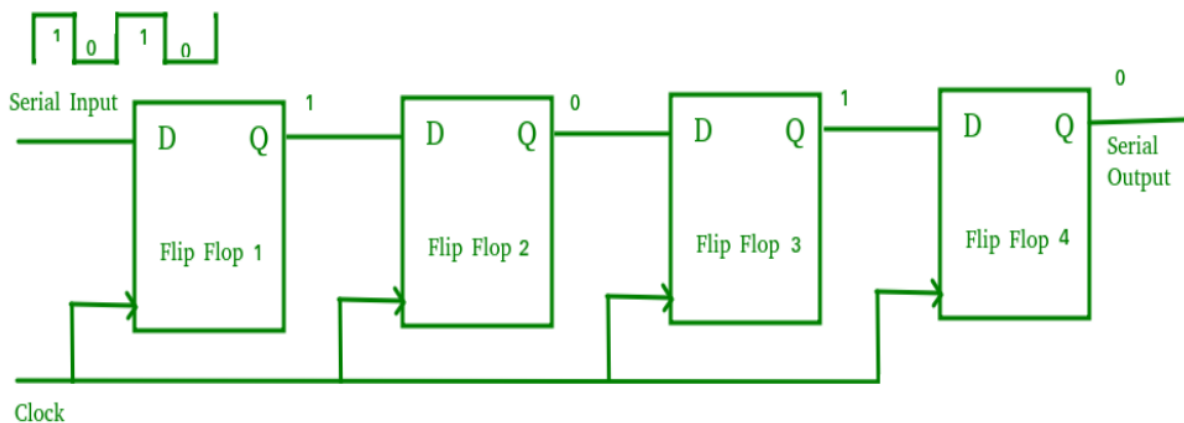 1 0 1 0
Serial Input
1
0
1
0
D Q
D Q
D Q
D Q
Serial
Output
Flip Flop 1
Flip Flop 2
Flip Flop 3
Flip Flop 4
Clock